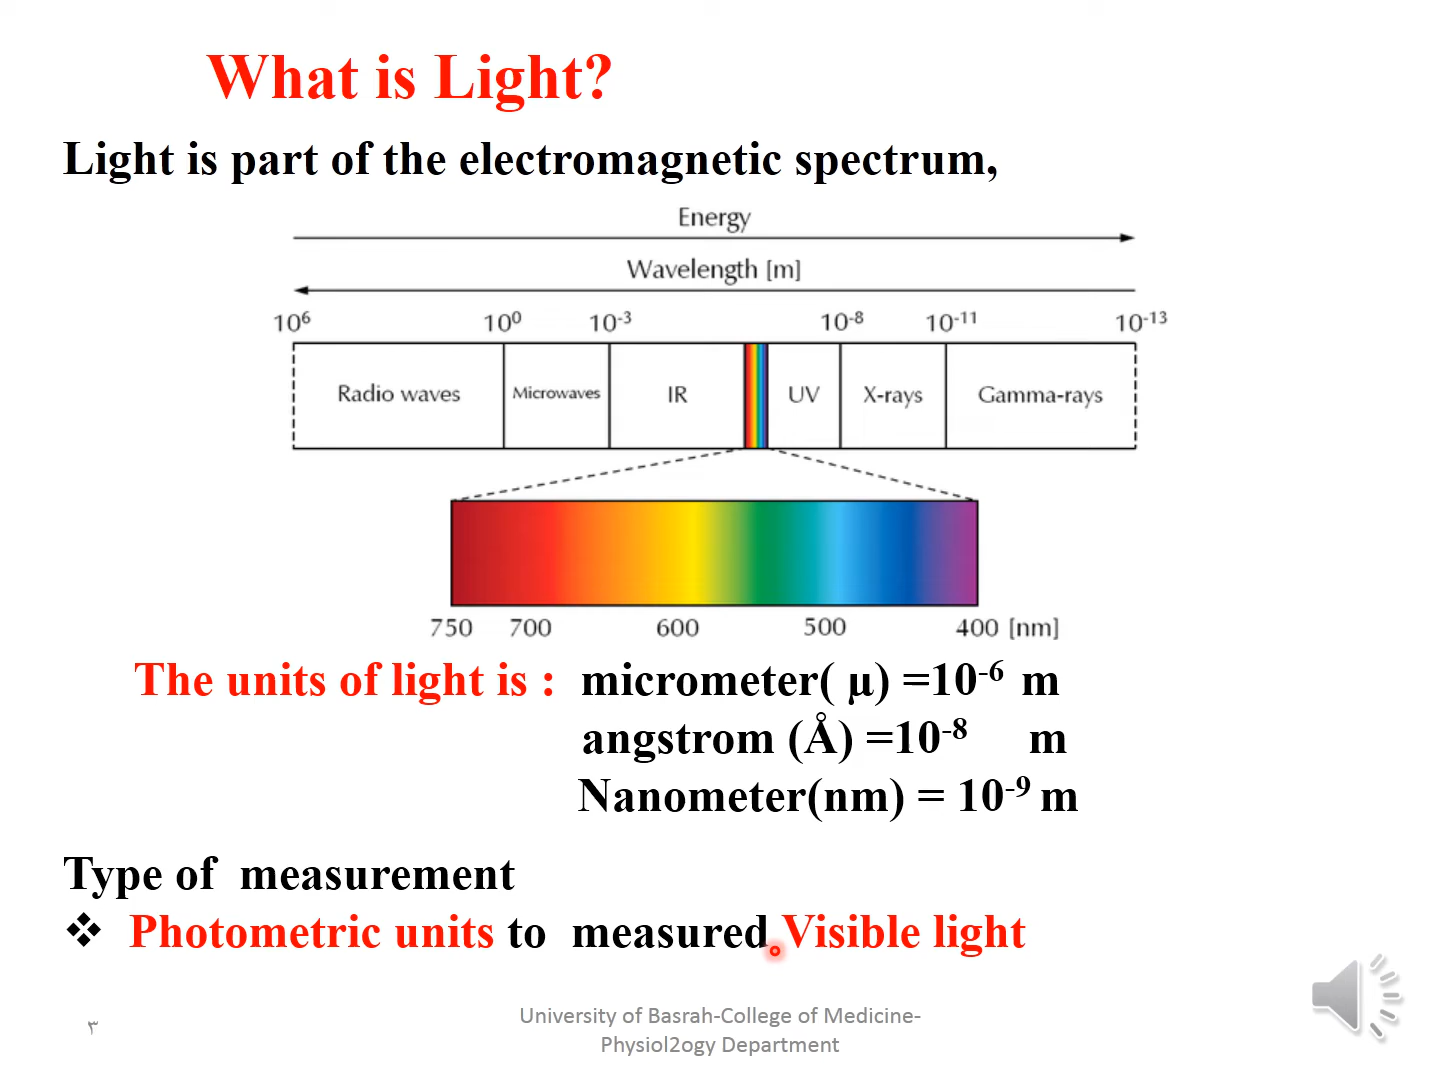 What is Light?
Light is part of the electromagnetic spectrum,
Energy
Wavelength [m]
10⁶ 10⁰ 10⁻³ 10⁻⁸ 10⁻¹¹ 10⁻¹³
Radio waves Microwaves IR UV X-rays Gamma-rays
750 700 600 500 400 [nm]
The units of light is : micrometer( µ) =10⁻⁶ m
angstrom (Å) =10⁻⁸ m
Nanometer(nm) = 10⁻⁹ m
Type of measurement
❖ Photometric units to measured Visible light
٣
University of Basrah-College of Medicine-
Physiol2ogy Department